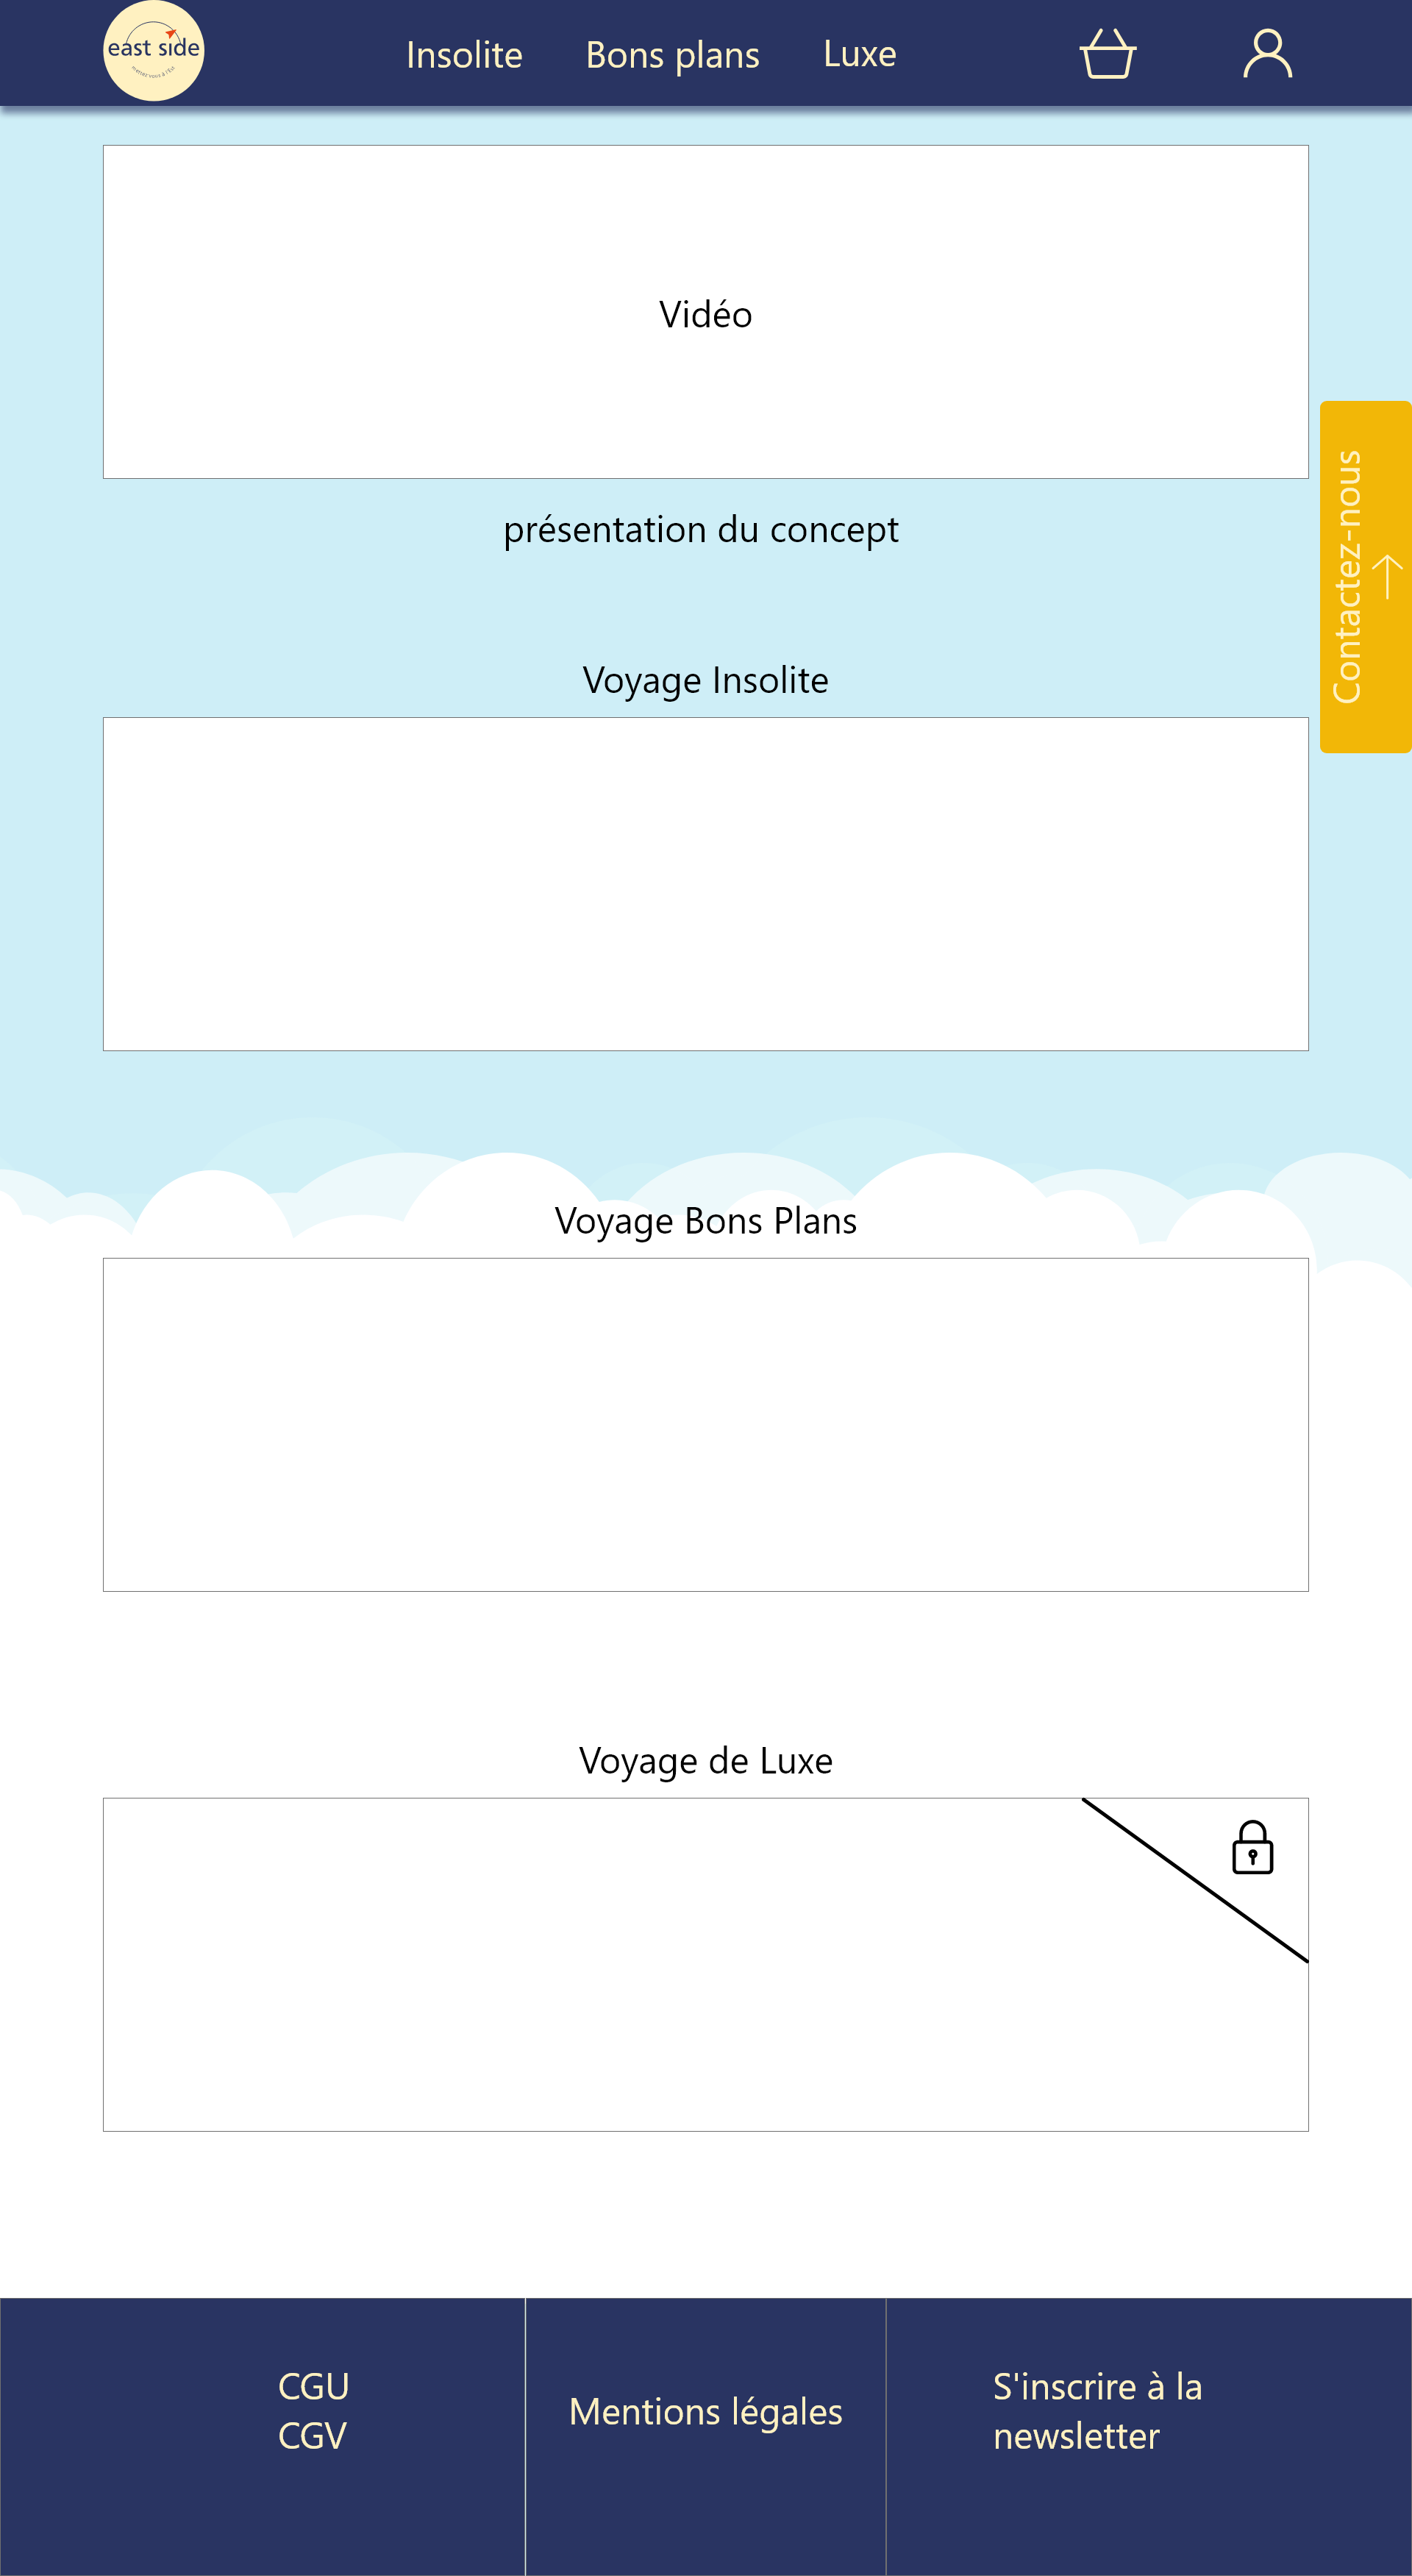 east side
Insolite
Bons plans
Luxe
Vidéo
présentation du concept
Contactez-nous
Voyage Insolite
Voyage Bons Plans
Voyage de Luxe
CGU
CGV
Mentions légales
S'inscrire à la
newsletter